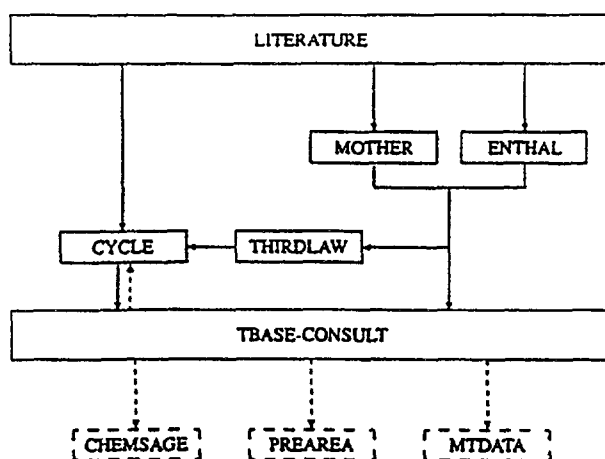 LITERATURE
MOTHER
ENTHAL
CYCLE
THIRDLAW
TBASE-CONSULT
CHEMSAGE
PREAREA
MTDATA